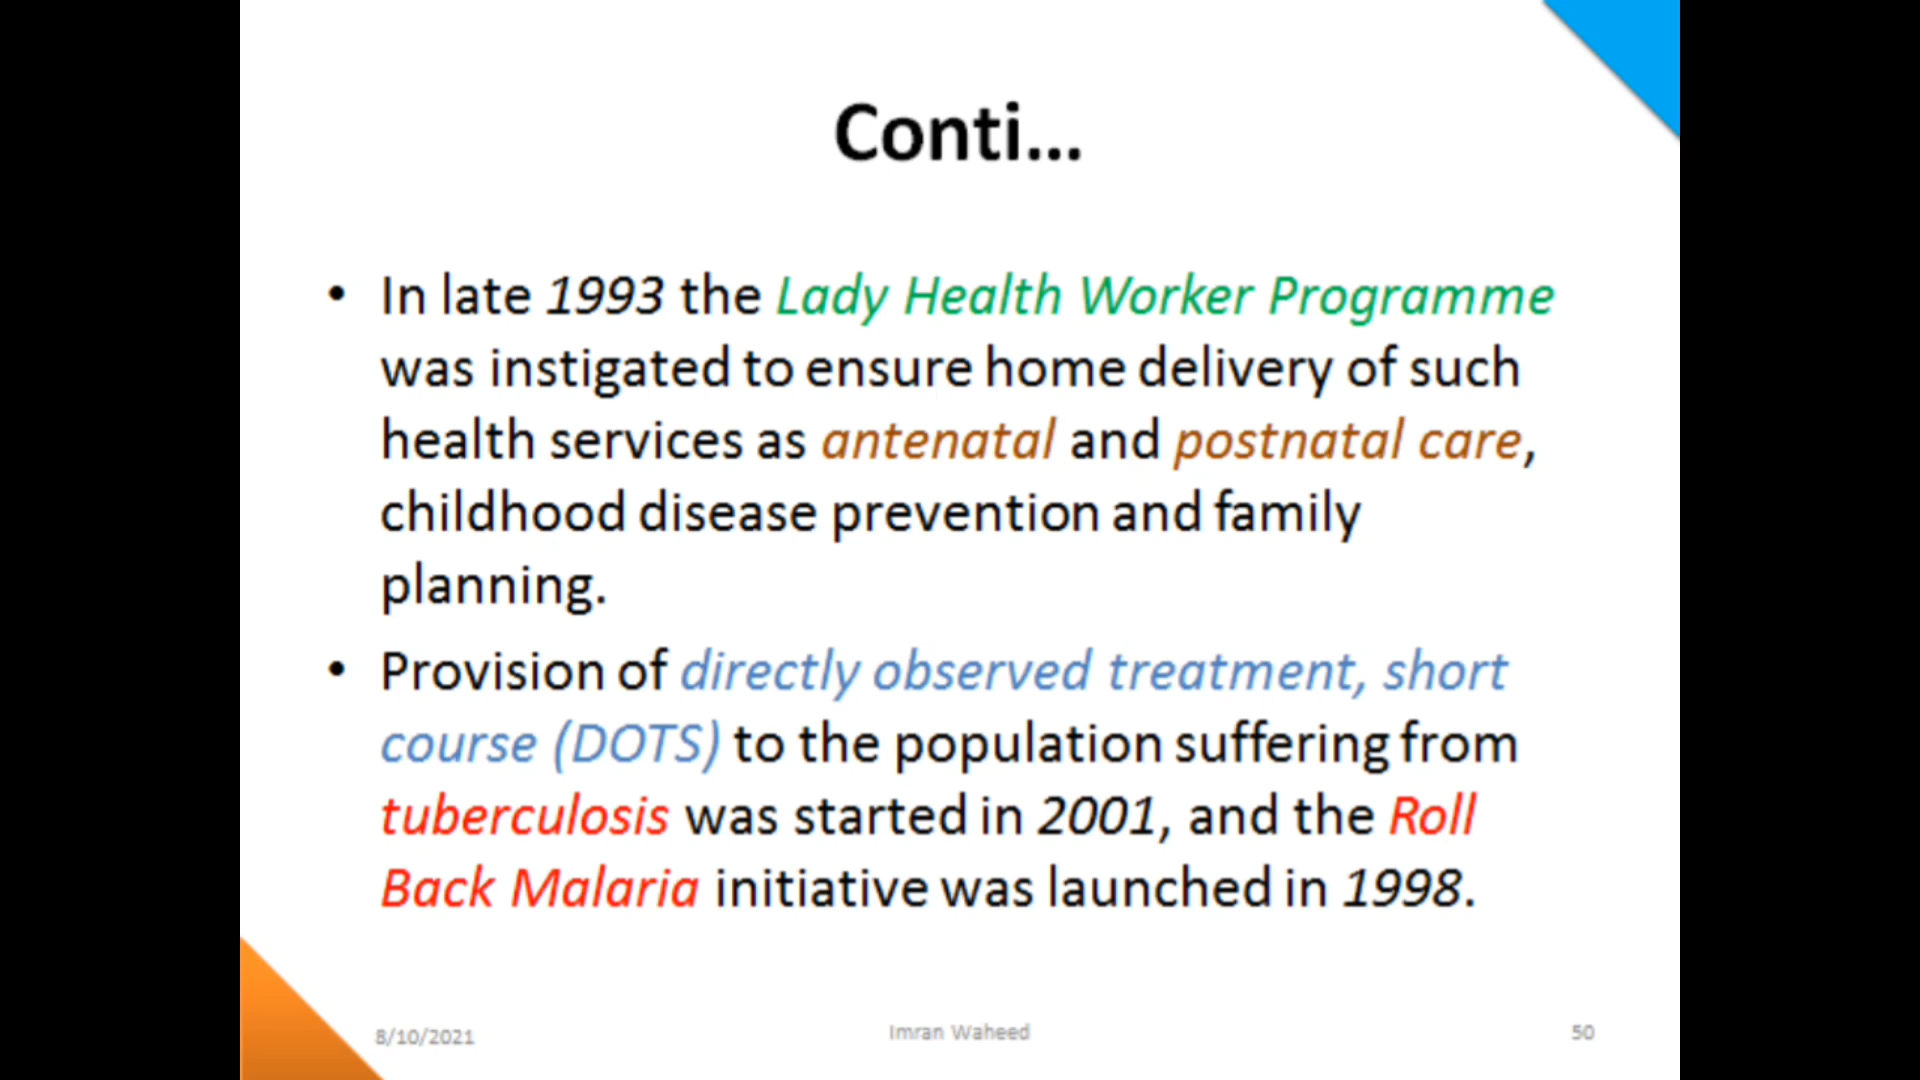 Conti...
• In late 1993 the Lady Health Worker Programme
was instigated to ensure home delivery of such
health services as antenatal and postnatal care,
childhood disease prevention and family
planning.
• Provision of directly observed treatment, short
course (DOTS) to the population suffering from
tuberculosis was started in 2001, and the Roll
Back Malaria initiative was launched in 1998.
8/10/2021
Imran Waheed
50